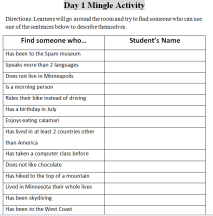 Day 1 Mingle Activity
Directions: Learners will go around the room and try to find someone who can use
one of the sentences below to describe themselves.
Find someone who... Student's Name
Has been to the Spam museum
Speaks more than 2 languages
Does not live in Minneapolis
Is a morning person
Rides their bike instead of driving
Has a birthday in July
Enjoys eating calamari
Has lived in at least 2 countries other
than America
Has taken a computer class before
Does not like chocolate
Has hiked to the top of a mountain
Lived in Minnesota their whole lives
Has been skydiving
Has been to the West Coast